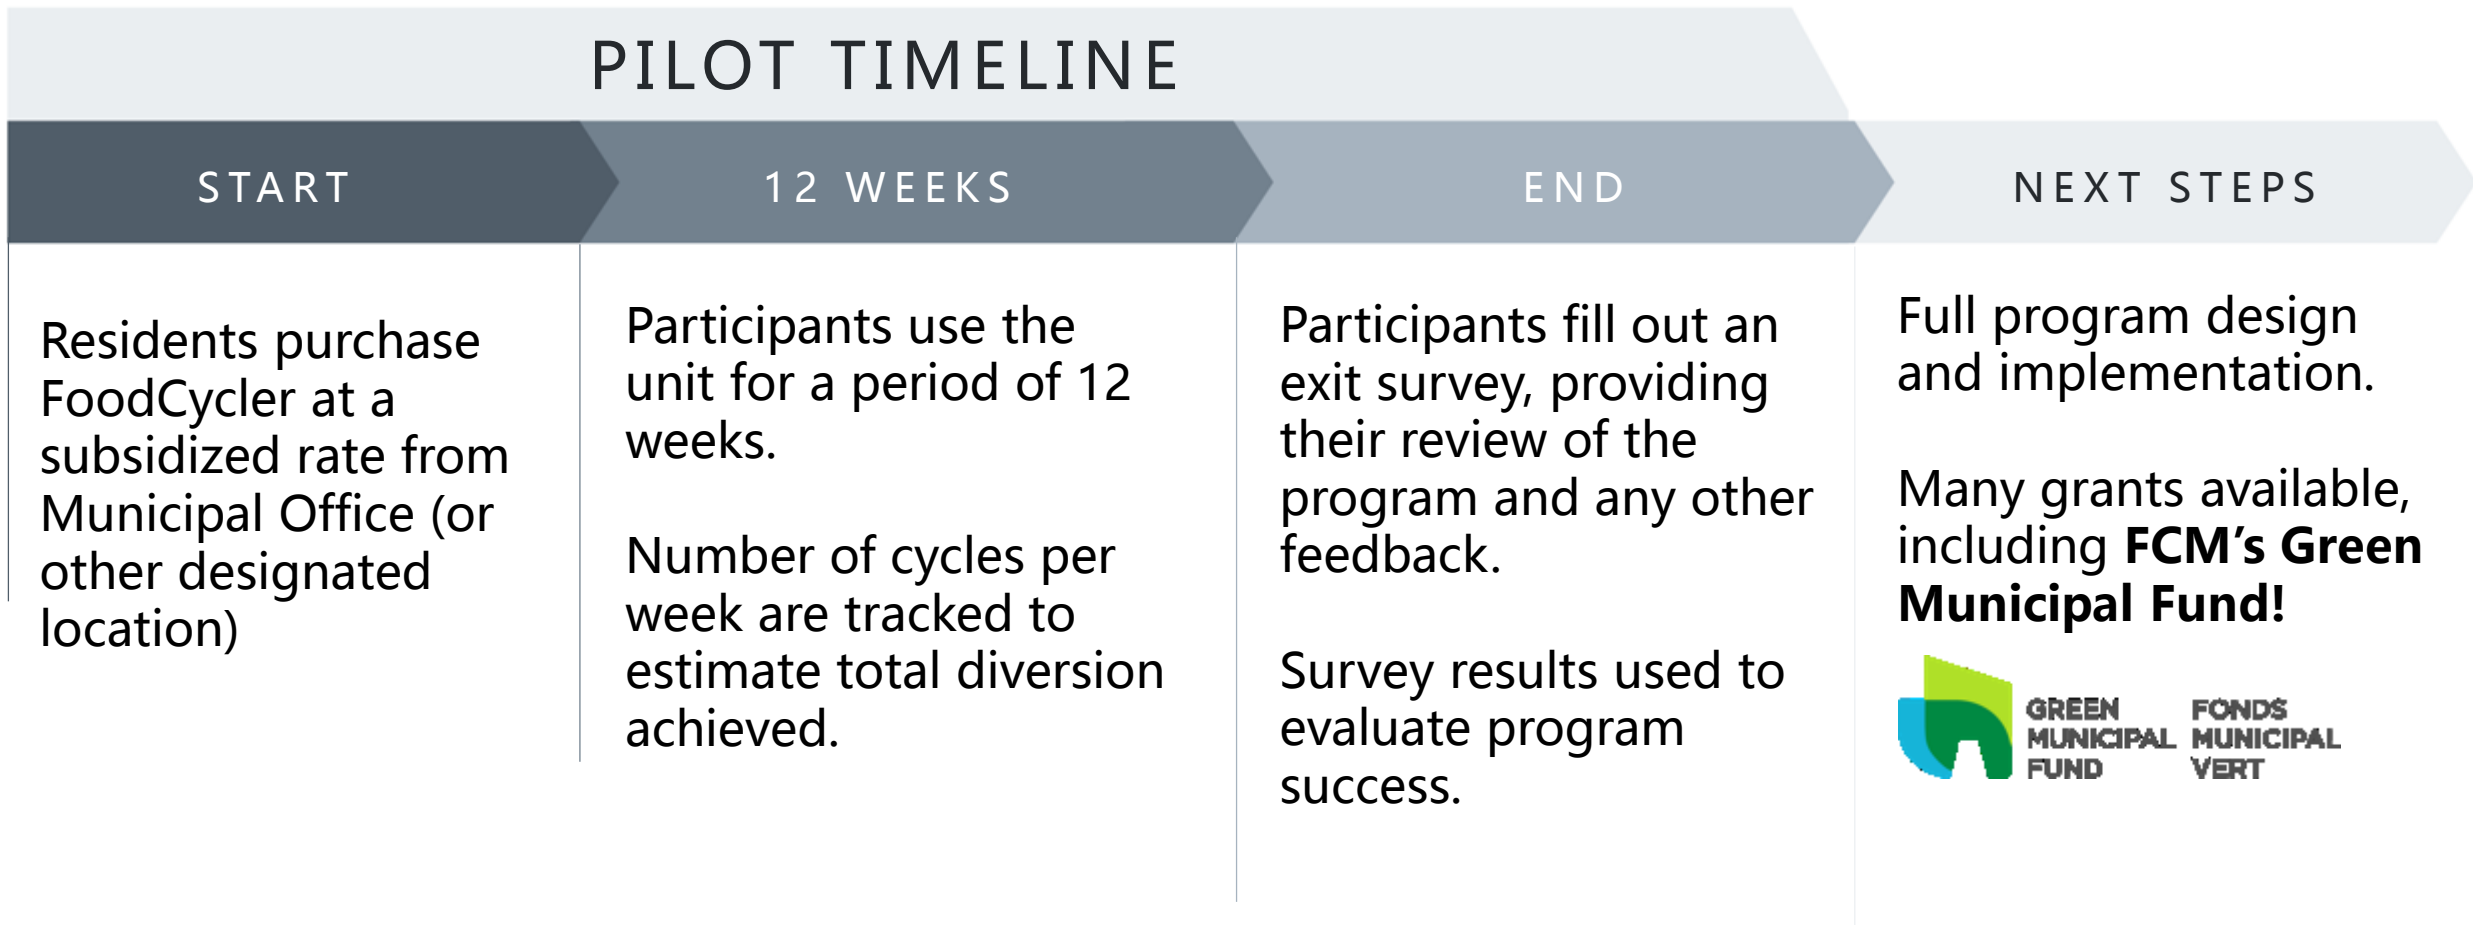 PILOT TIMELINE
START
12 WEEKS
END
NEXT STEPS
Residents purchase
FoodCycler at a
subsidized rate from
Municipal Office (or
other designated
location)
Participants use the
unit for a period of 12
weeks.
Number of cycles per
week are tracked to
estimate total diversion
achieved.
Participants fill out an
exit survey, providing
their review of the
program and any other
feedback.
Survey results used to
evaluate program
success.
Full program design
and implementation.
Many grants available,
including FCM’s Green
Municipal Fund!
GREEN
MUNICIPAL
FUND
FONDS
MUNICIPAL
VERT